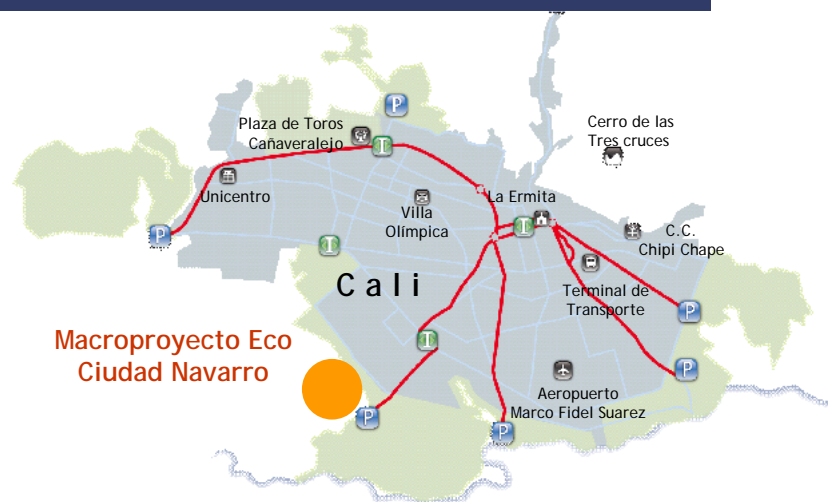 P
Plaza de Toros
Cañaveralejo
I
Cerro de las
Tres cruces
Unicentro
La Ermita
Villa
Olímpica
I
C.C.
Chipi Chape
P
I
Cali
Terminal de
Transporte
P
I
Macroproyecto Eco
Ciudad Navarro
P
Aeropuerto
Marco Fidel Suarez
P
P